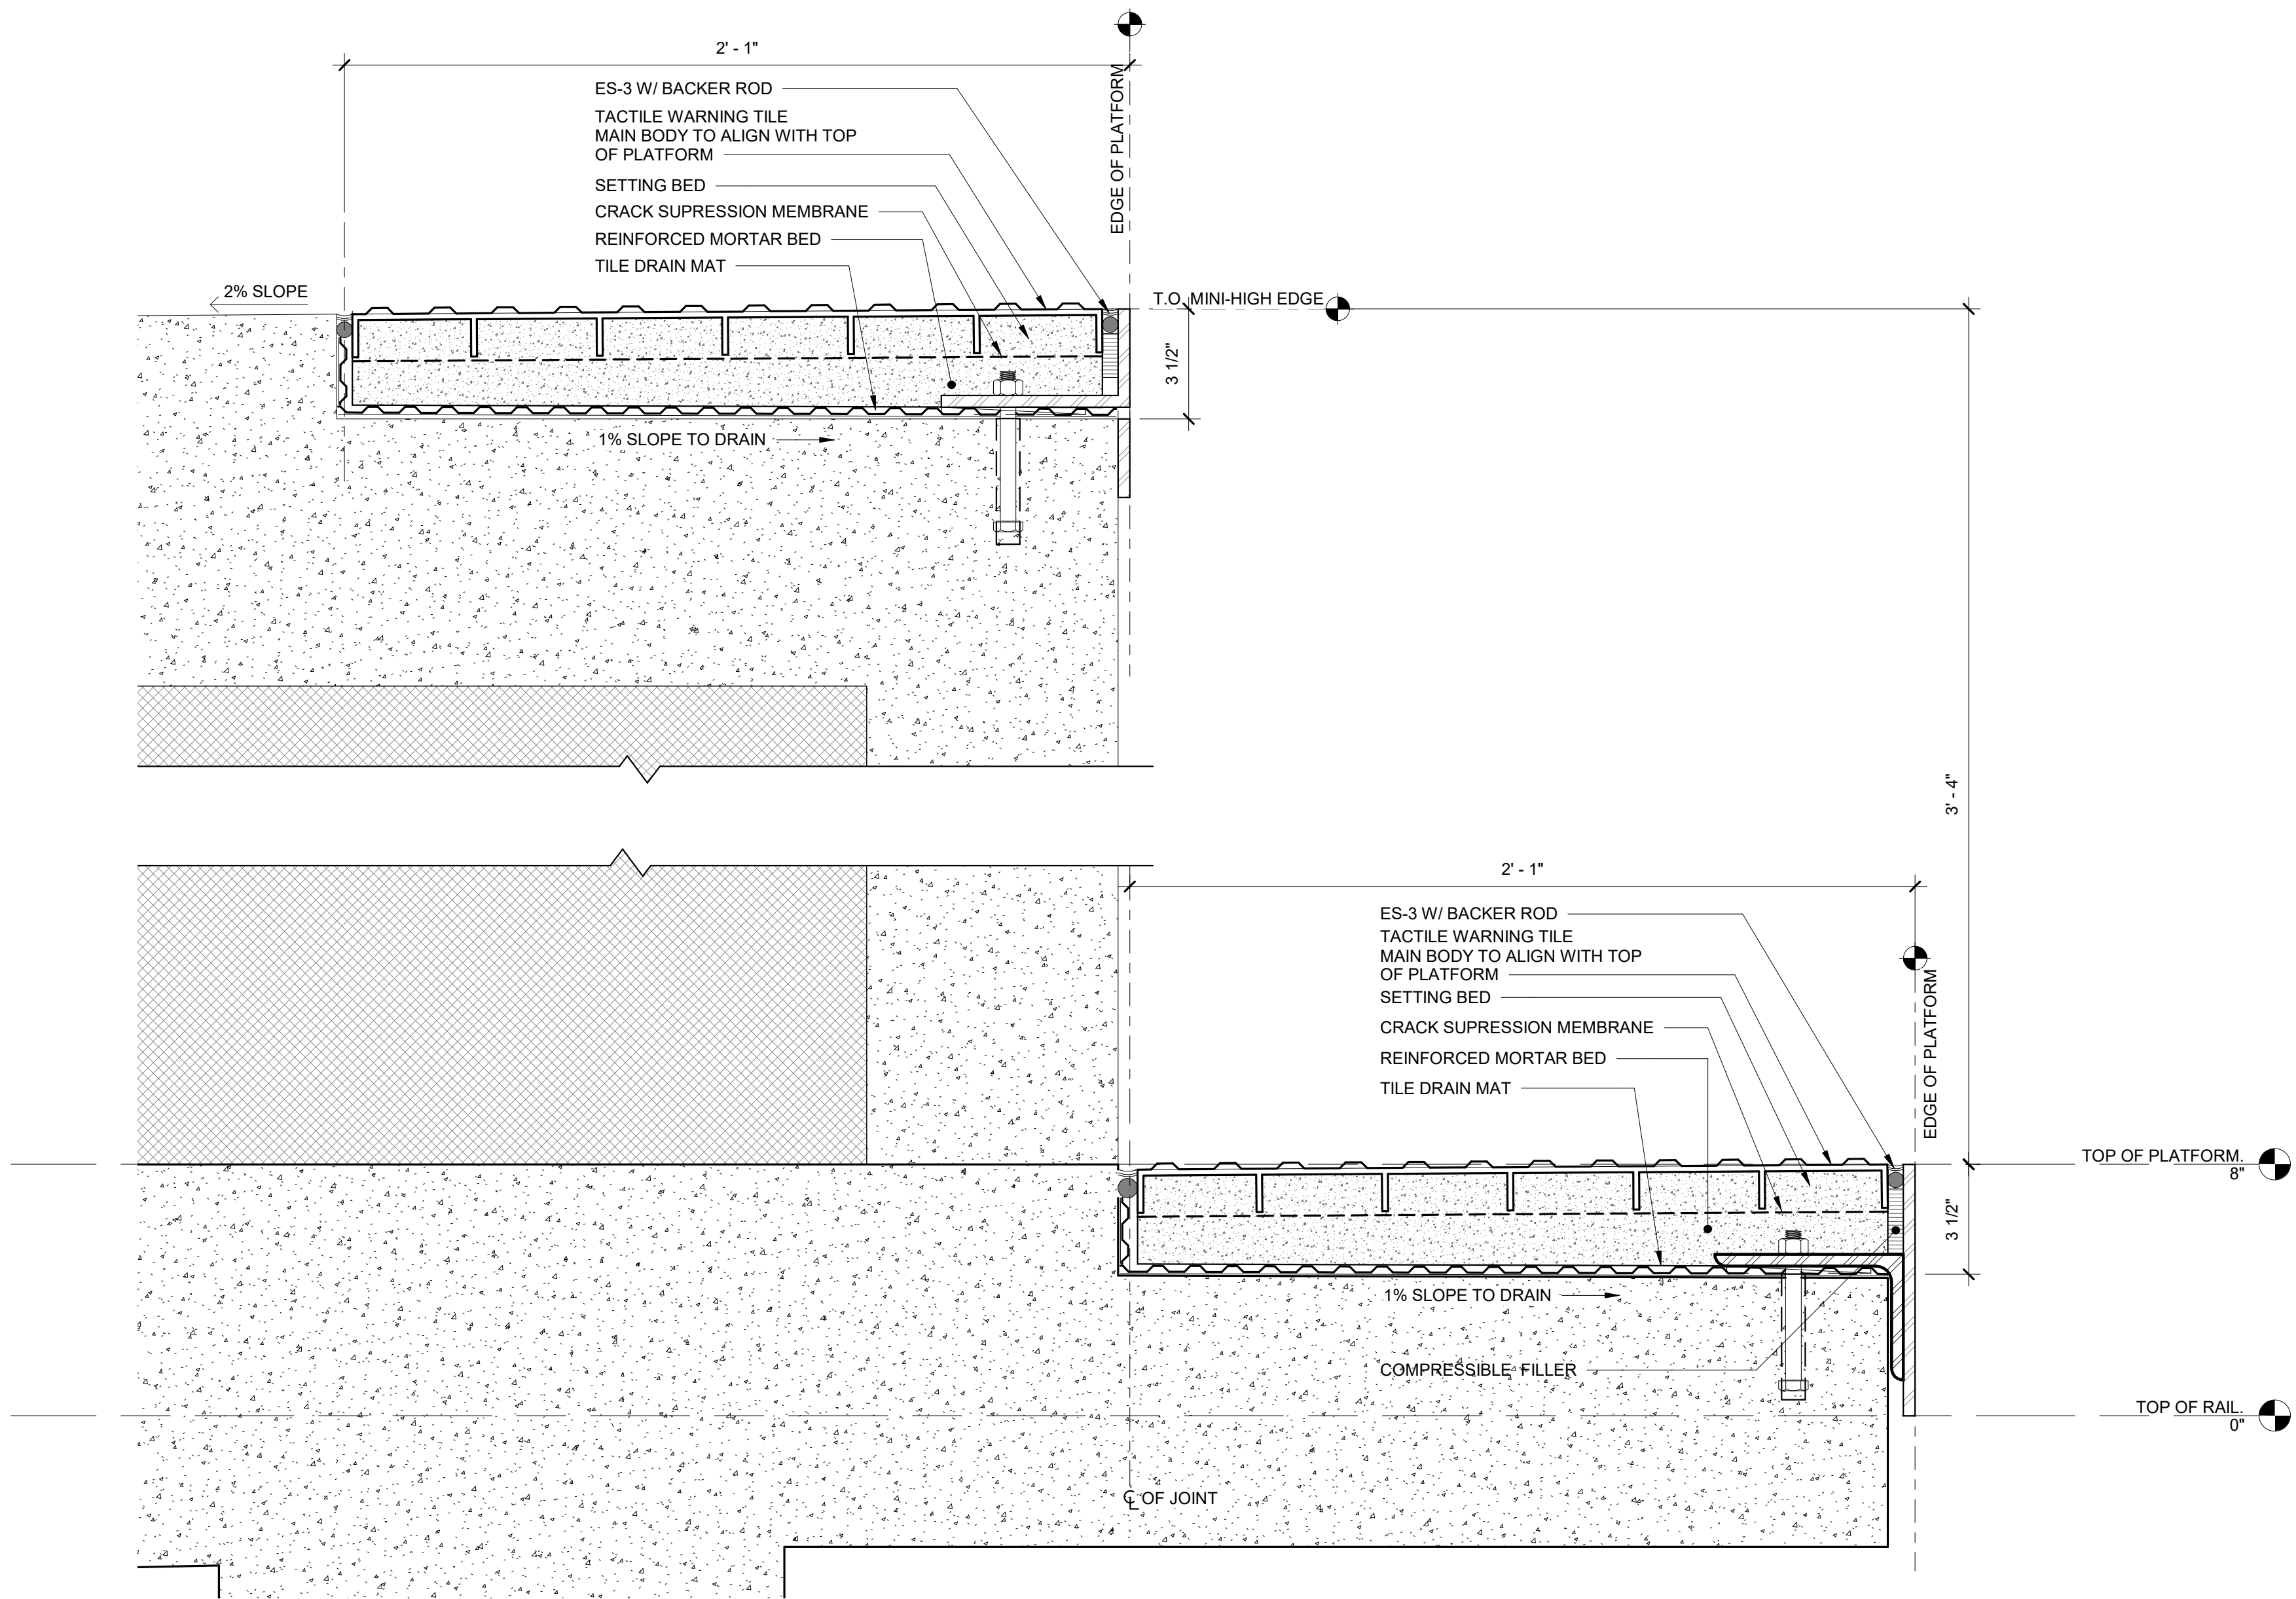 2' - 1"
EDGE OF PLATFORM
ES-3 W/ BACKER ROD
TACTILE WARNING TILE
MAIN BODY TO ALIGN WITH TOP
OF PLATFORM
SETTING BED
CRACK SUPRESSION MEMBRANE
REINFORCED MORTAR BED
TILE DRAIN MAT
2% SLOPE
T.O. MINI-HIGH EDGE
3 1/2"
1% SLOPE TO DRAIN
3' - 4"
2' - 1"
ES-3 W/ BACKER ROD
TACTILE WARNING TILE
MAIN BODY TO ALIGN WITH TOP
OF PLATFORM
SETTING BED
CRACK SUPRESSION MEMBRANE
REINFORCED MORTAR BED
TILE DRAIN MAT
EDGE OF PLATFORM
TOP OF PLATFORM.
8"
3 1/2"
1% SLOPE TO DRAIN
COMPRESSIBLE FILLER
TOP OF RAIL.
0"
℄ OF JOINT